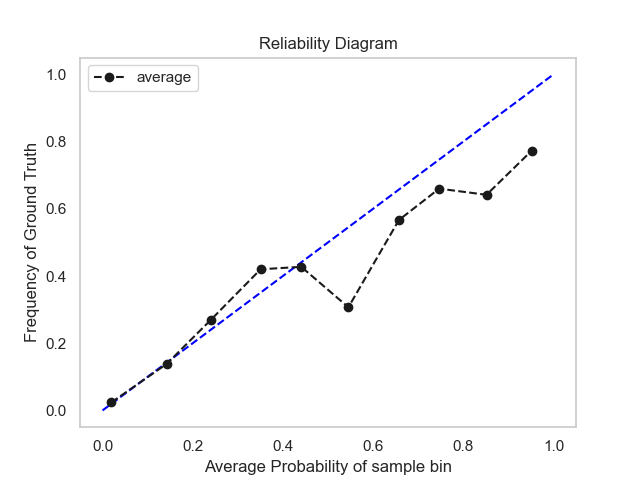 Reliability Diagram
average
1.0
0.8
0.6
0.4
0.2
0.0
Frequency of Ground Truth
0.0 0.2 0.4 0.6 0.8 1.0
Average Probability of sample bin